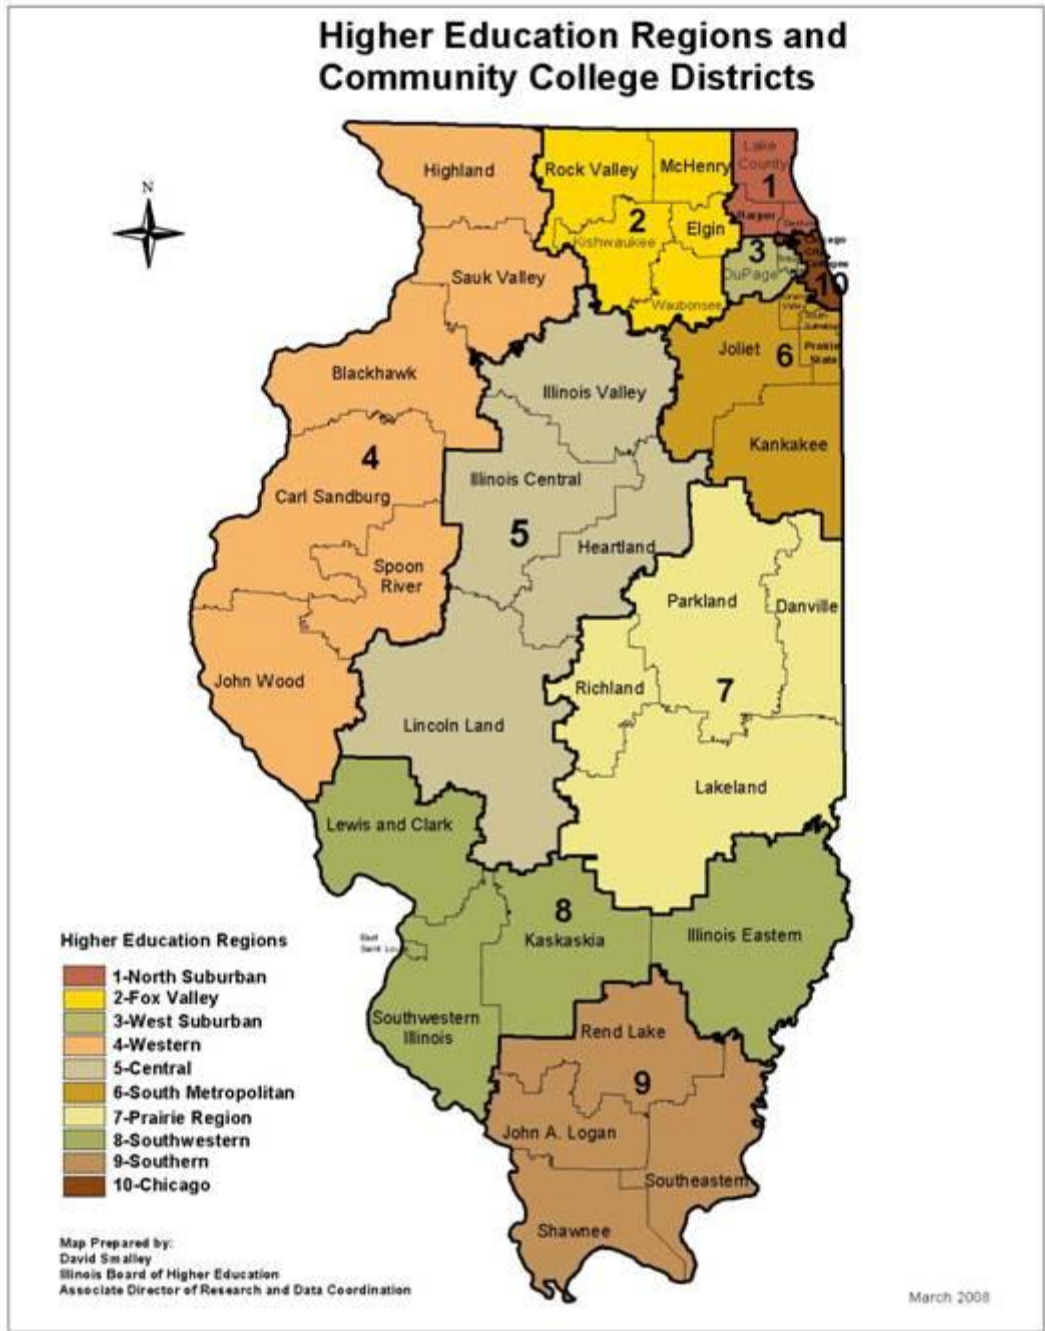 Higher Education Regions and
Community College Districts
N
Highland
Rock Valley
McHenry
Lake
County
1
Harper
2
Elgin
Kishwaukee
3
DuPage
10
Sauk Valley
Waubonsee
Joliet
6
Prairie
State
Blackhawk
Illinois Valley
Kankakee
4
Carl Sandburg
Illinois Central
5
Heartland
Spoon
River
Parkland
Danville
John Wood
Richland
7
Lincoln Land
Lakeland
Lewis and Clark
8
Kaskaskia
Illinois Eastern
East
Southwestern
Illinois
Rend Lake
9
John A. Logan
Southeastern
Shawnee
Higher Education Regions
1-North Suburban
2-Fox Valley
3-West Suburban
4-Western
5-Central
6-South Metropolitan
7-Prairie Region
8-Southwestern
9-Southern
10-Chicago
Map Prepared by:
David Smalley
Illinois Board of Higher Education
Associate Director of Research and Data Coordination
March 2008